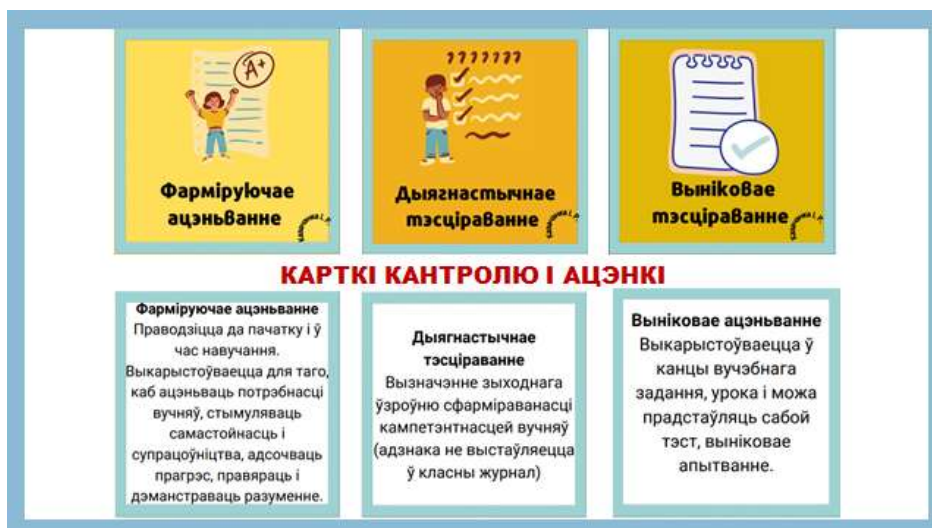 A+
Фарміруючае
ацэньванне
Дыягнастычнае
тэсціраванне
Выніковае
тэсціраванне
КАРТКІ КАНТРОЛЮ І АЦЭНКІ
Фарміруючае ацэньванне
Праводзіцца да пачатку і ў
час навучання.
Выкарыстоўваецца для таго,
каб ацэньваць потрэбнасці
вучняў, стымуляваць
самастойнасць і
супрацоўніцтва, адсочваць
прагрэс, правяраць і
дэманстраваць разуменне.
Дыягнастычнае
тэсціраванне
Вызначэнне зыходнага
ўзроўню сфарміраванасці
кампетэнтнасцей вучняў
(адзнака не выстаўляецца
ў класны журнал)
Выніковае ацэньванне
Выкарыстоўваецца ў
канцы вучэбнага
задання, урока і можа
прадстаўляць сабой
тэст, выніковае
апытванне.